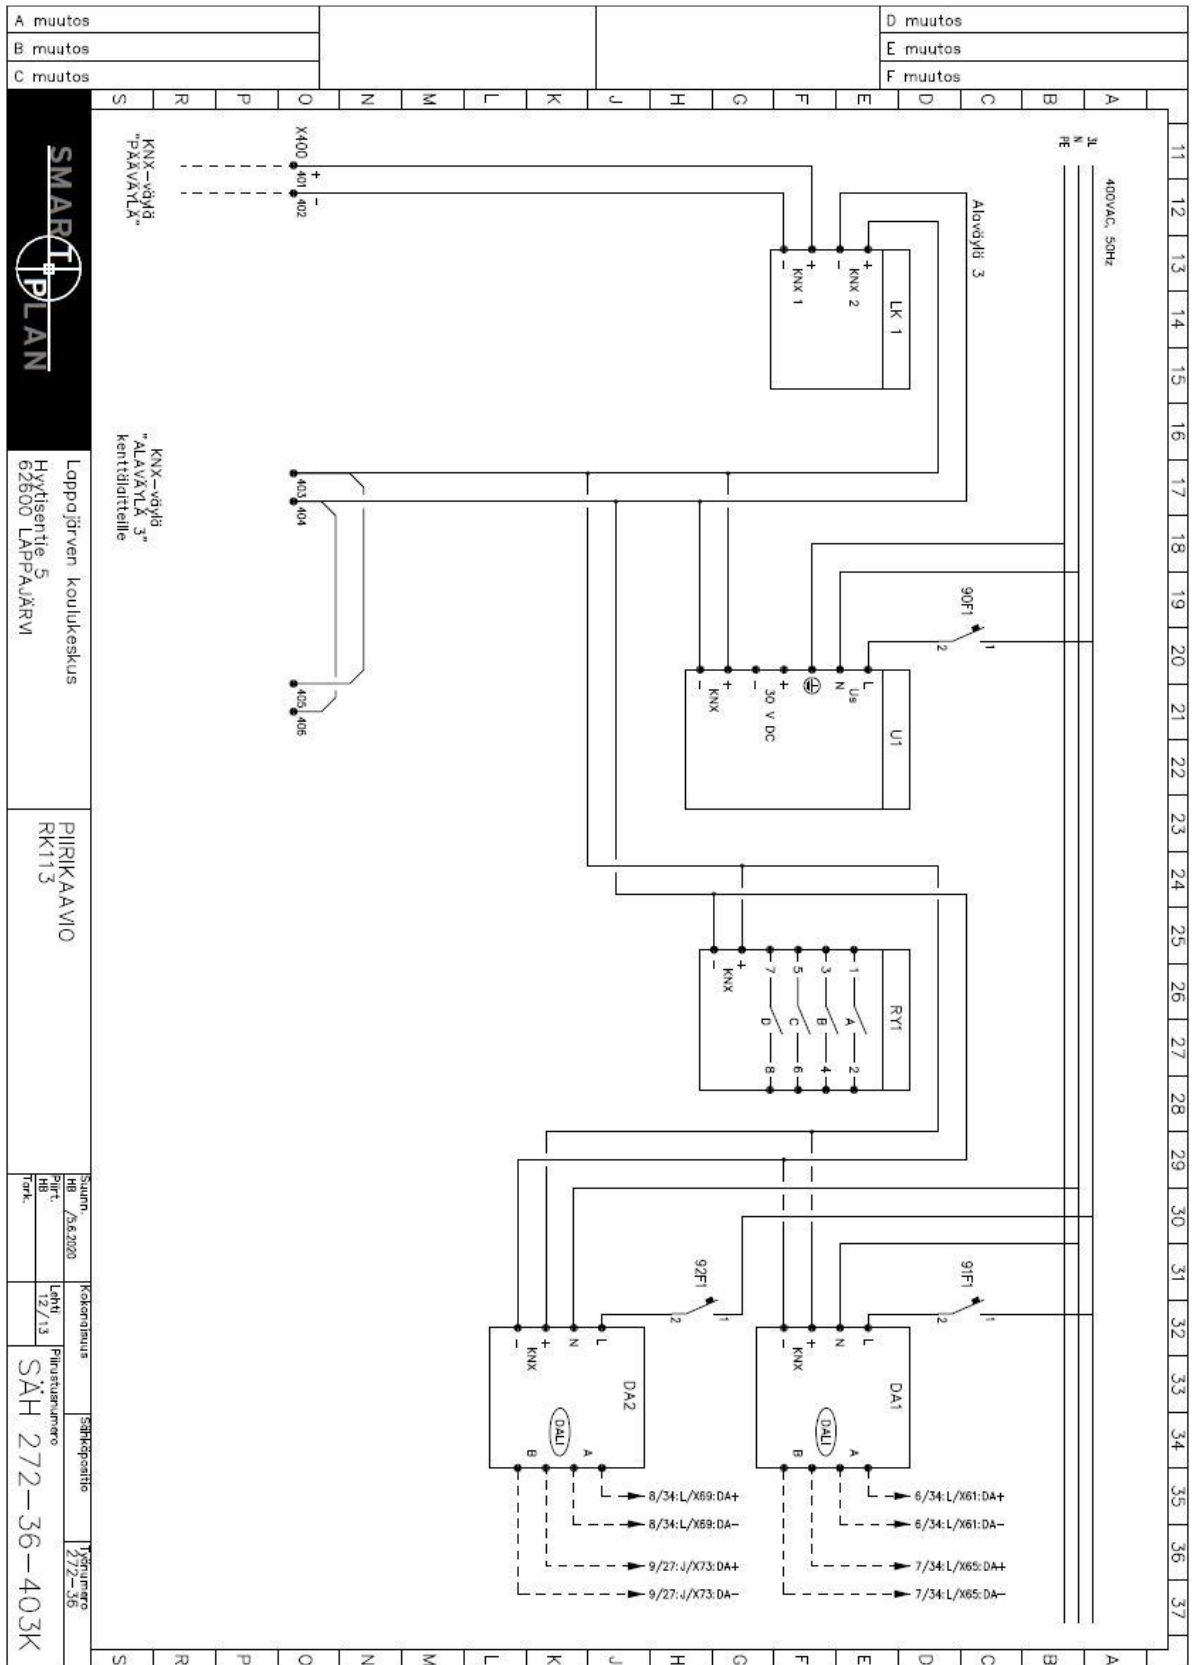 A muutos
B muutos
C muutos
D muutos
E muutos
F muutos
S R P O N M L K J H G F E D C B A
11 12 13 14 15 16 17 18 19 20 21 22 23 24 25 26 27 28 29 30 31 32 33 34 35 36 37
3L
N
PE
400VAC, 50Hz
Alaväylä 3
LK 1
+
-
KNX 2
+
-
KNX 1
X400
401
+
402
-
KNX-väylä
"PÄÄVÄYLÄ"
403
404
405
406
KNX-väylä
"ALAVÄYLÄ 3"
kenttälaitteille
90F1
1
2
U1
L
Us
N
+
30 V DC
-
+
KNX
-
RY1
1 A 2
3 B 4
5 C 6
7 D 8
+
KNX
-
91F1
1
2
92F1
1
2
DA1
L
N
+
KNX
-
DALI
A
B
6/34:L/X61:DA+
6/34:L/X61:DA-
7/34:L/X65:DA+
7/34:L/X65:DA-
DA2
L
N
+
KNX
-
DALI
A
B
8/34:L/X69:DA+
8/34:L/X69:DA-
9/27:J/X73:DA+
9/27:J/X73:DA-
S R P O N M L K J H G F E D C B A
SMART PLAN
Lappajärven koulukeskus
Hyytisentie 5
62600 LAPPAJÄRVI
PIIRIKAAVIO
RK113
Suunn.
HB /5.6.2020
Piirt.
HB
Tark.
Kokonaisuus
Lehti
12/13
Sähköpositio
Työnumero
272-36
Piirustusnumero
SÄH 272-36-403K